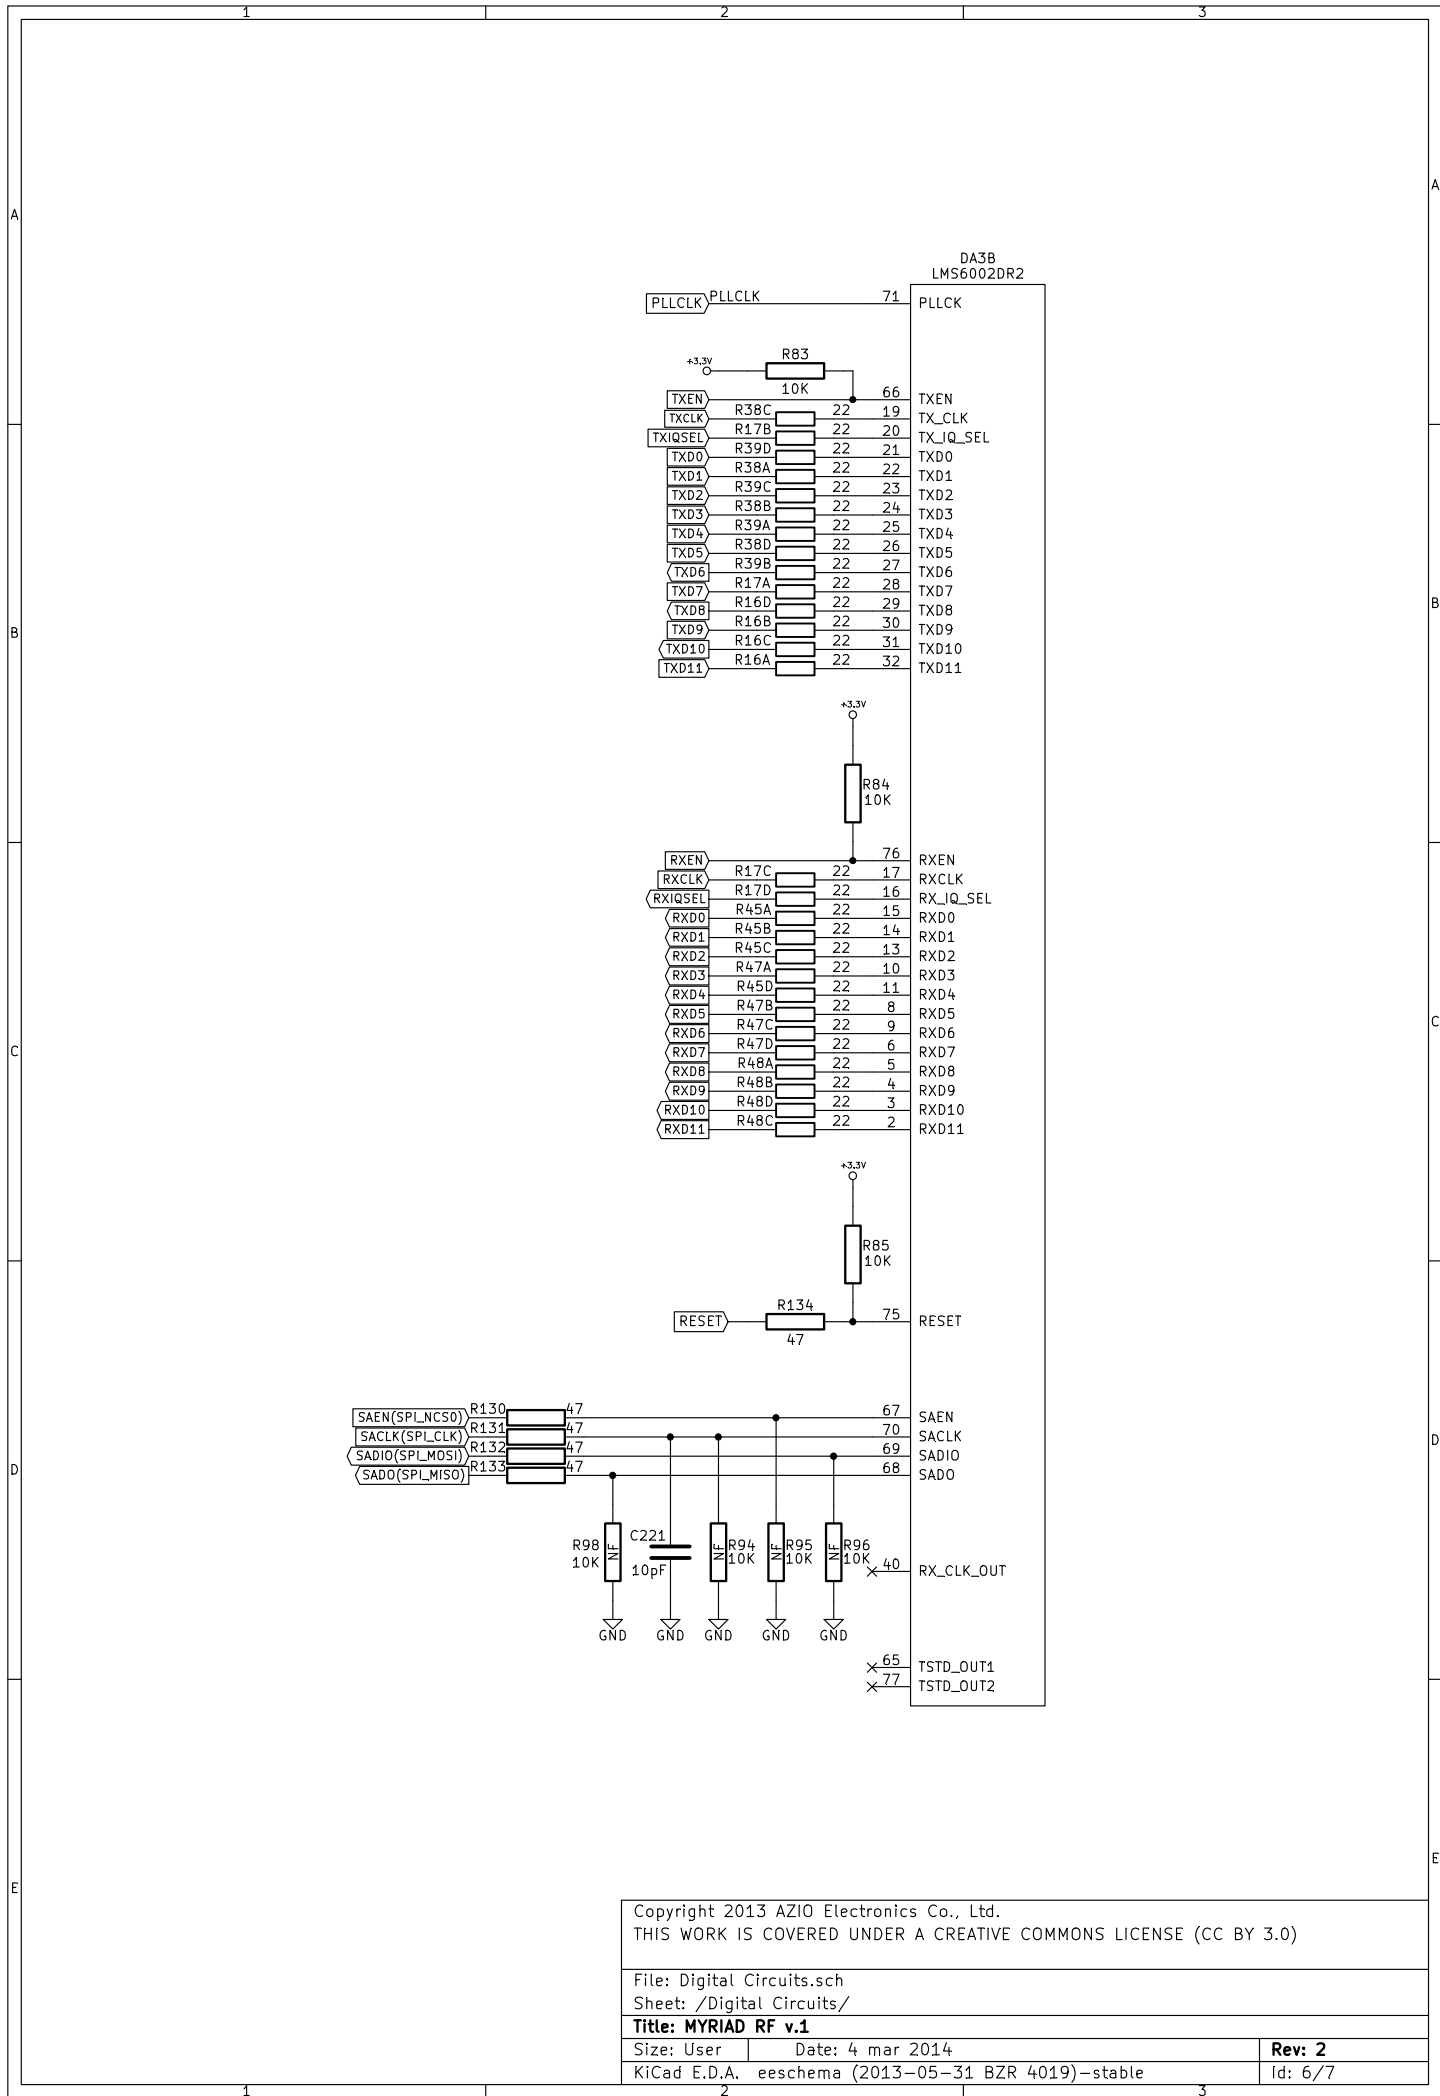 1 2 3
A A
DA3B
LMS6002DR2
PLLCLK PLLCLK 71 PLLCK
+3.3V R83
10K
TXEN 66 TXEN
TXCLK R38C 22 19 TX_CLK
TXIQSEL R17B 22 20 TX_IQ_SEL
TXD0 R39D 22 21 TXD0
TXD1 R38A 22 22 TXD1
TXD2 R39C 22 23 TXD2
TXD3 R38B 22 24 TXD3
TXD4 R39A 22 25 TXD4
TXD5 R38D 22 26 TXD5
TXD6 R39B 22 27 TXD6
TXD7 R17A 22 28 TXD7
TXD8 R16D 22 29 TXD8
TXD9 R16B 22 30 TXD9
TXD10 R16C 22 31 TXD10
TXD11 R16A 22 32 TXD11
B B
+3.3V
R84
10K
RXEN 76 RXEN
RXCLK R17C 22 17 RXCLK
RXIQSEL R17D 22 16 RX_IQ_SEL
RXD0 R45A 22 15 RXD0
RXD1 R45B 22 14 RXD1
RXD2 R45C 22 13 RXD2
RXD3 R47A 22 10 RXD3
RXD4 R45D 22 11 RXD4
RXD5 R47B 22 8 RXD5
RXD6 R47C 22 9 RXD6
RXD7 R47D 22 6 RXD7
RXD8 R48A 22 5 RXD8
RXD9 R48B 22 4 RXD9
RXD10 R48D 22 3 RXD10
RXD11 R48C 22 2 RXD11
C C
+3.3V
R85
10K
RESET R134 75 RESET
47
SAEN(SPI_NCS0) R130 47 67 SAEN
SACLK(SPI_CLK) R131 47 70 SACLK
SADIO(SPI_MOSI) R132 47 69 SADIO
SADO(SPI_MISO) R133 47 68 SADO
D D
R98 NF C221 NF R94 NF R95 NF R96
10K 10pF 10K 10K 10K
40 RX_CLK_OUT
GND GND GND GND GND
65 TSTD_OUT1
77 TSTD_OUT2
E E
Copyright 2013 AZIO Electronics Co., Ltd.
THIS WORK IS COVERED UNDER A CREATIVE COMMONS LICENSE (CC BY 3.0)
File: Digital Circuits.sch
Sheet: /Digital Circuits/
Title: MYRIAD RF v.1
Size: User Date: 4 mar 2014 Rev: 2
KiCad E.D.A. eeschema (2013-05-31 BZR 4019)-stable Id: 6/7
1 2 3